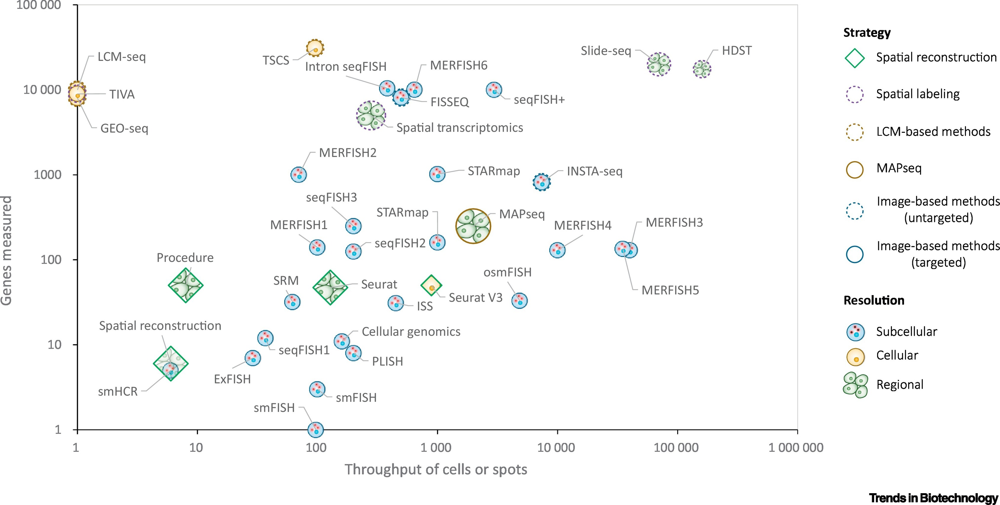 100 000
10 000
1000
100
10
1
Genes measured
1
10
100
1 000
10 000
100 000
1 000 000
Throughput of cells or spots
LCM-seq
TIVA
GEO-seq
TSCS
Intron seqFISH
MERFISH6
FISSEQ
seqFISH+
Slide-seq
HDST
Spatial transcriptomics
MERFISH2
STARmap
INSTA-seq
seqFISH3
STARmap
MAPseq
MERFISH1
seqFISH2
MERFISH4
MERFISH3
Procedure
SRM
Seurat
osmFISH
MERFISH5
Seurat V3
ISS
Spatial reconstruction
Cellular genomics
seqFISH1
PLISH
ExFISH
smHCR
smFISH
smFISH
Strategy
Spatial reconstruction
Spatial labeling
LCM-based methods
MAPseq
Image-based methods
(untargeted)
Image-based methods
(targeted)
Resolution
Subcellular
Cellular
Regional
Trends in Biotechnology